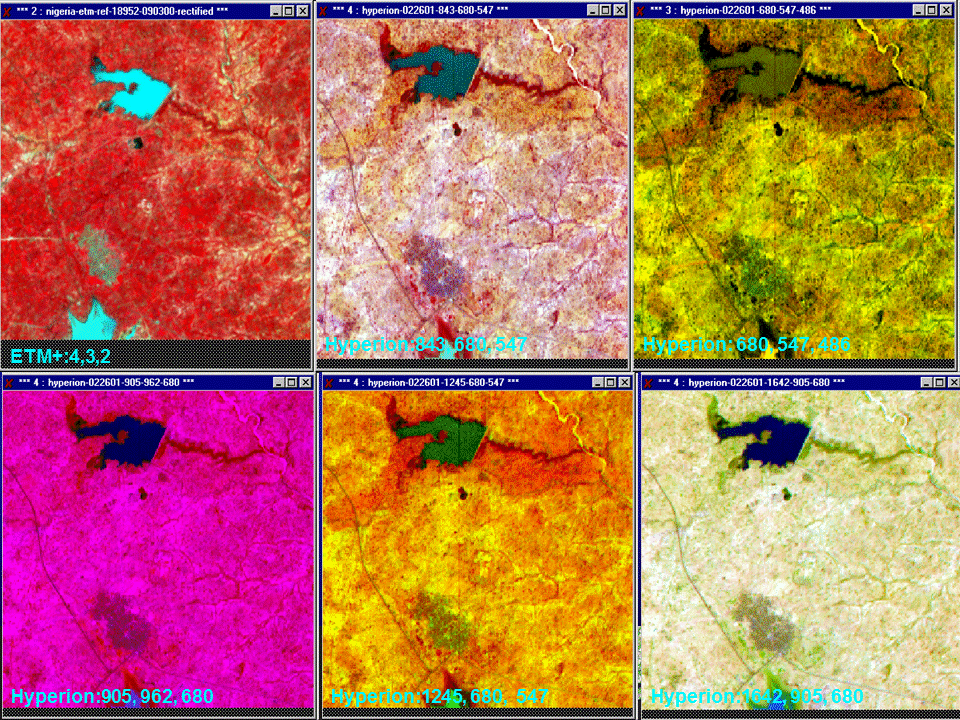 *** 2 : nigeria-etm-ref-18952-090300-rectified ***
*** 4 : hyperion-022601-843-680-547 ***
*** 3 : hyperion-022601-680-547-486 ***
ETM+:4,3,2
Hyperion:843,680,547
Hyperion:680,547,486
*** 4 : hyperion-022601-905-962-680 ***
*** 4 : hyperion-022601-1245-680-547 ***
*** 4 : hyperion-022601-1642-905-680 ***
Hyperion:905,962,680
Hyperion:1245,680, 547
Hyperion:1642,905,680